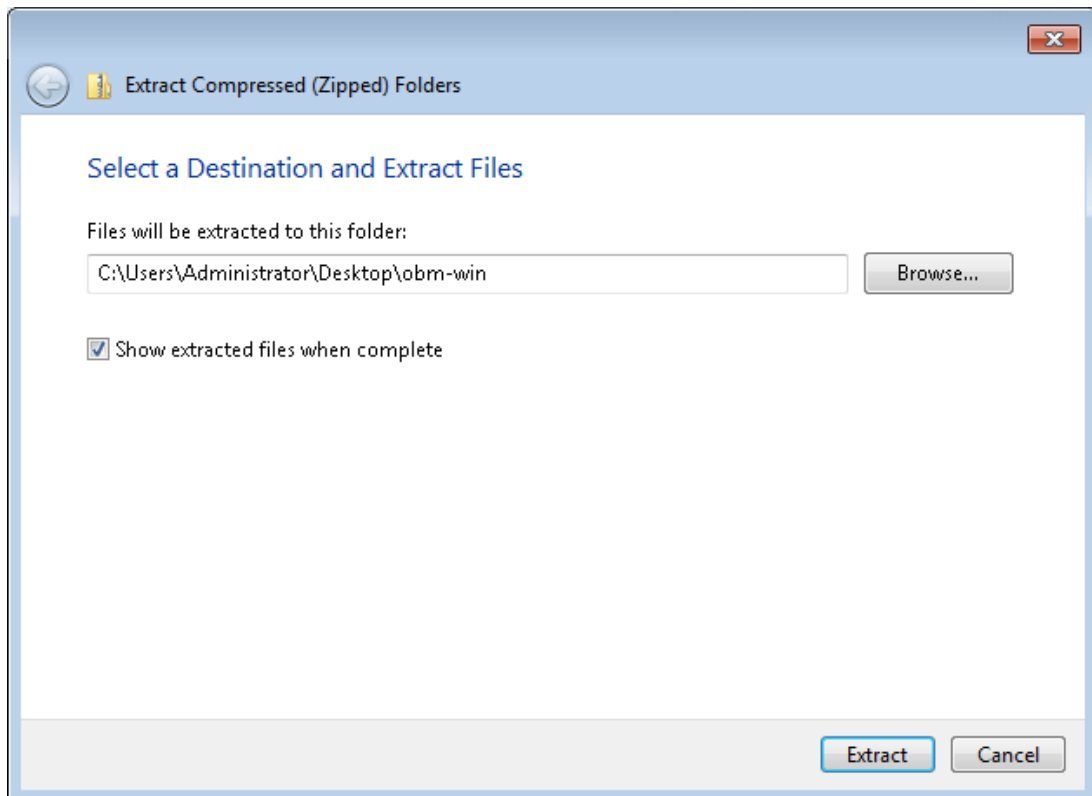 Extract Compressed (Zipped) Folders
Select a Destination and Extract Files
Files will be extracted to this folder:
C:\Users\Administrator\Desktop\obm-win
Browse...
Show extracted files when complete
Extract
Cancel